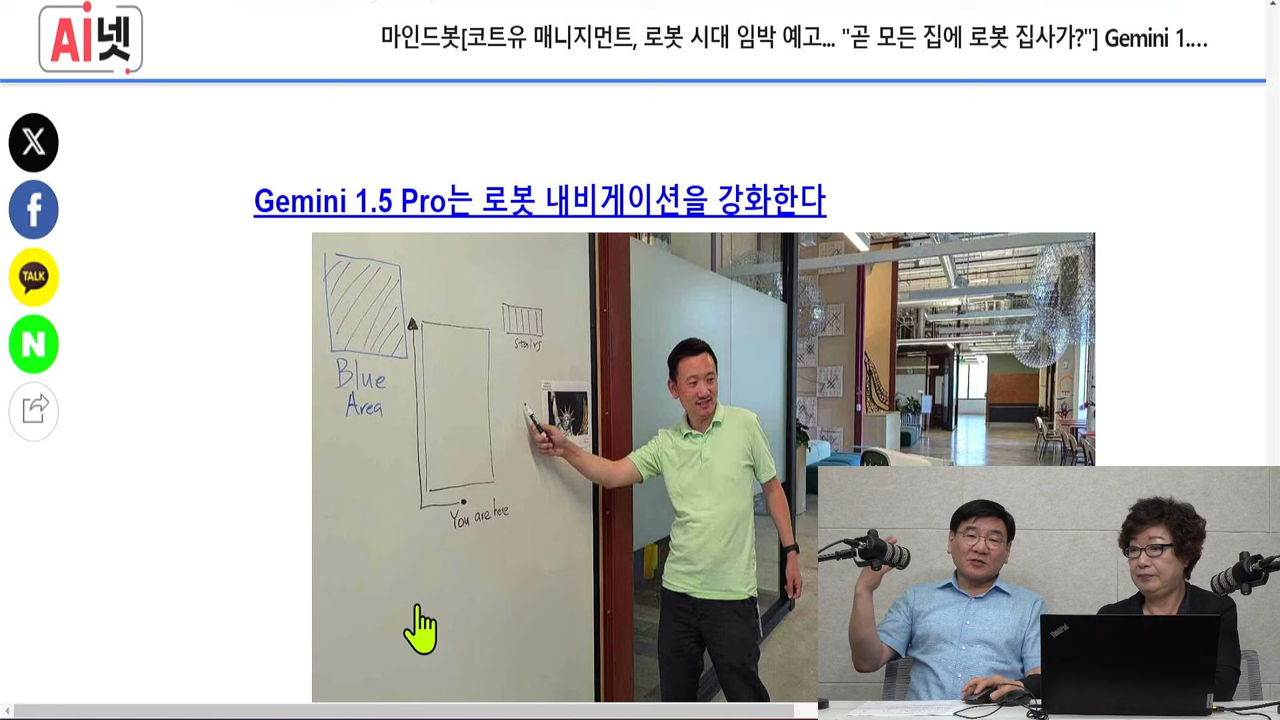 Ai넷
마인드봇[코트유 매니지먼트, 로봇 시대 임박 예고... "곧 모든 집에 로봇 집사가?"] Gemini 1....
X
f
TALK
N
Gemini 1.5 Pro는 로봇 내비게이션을 강화한다
Stairs
Blue
Area
You are here
ThinkPad